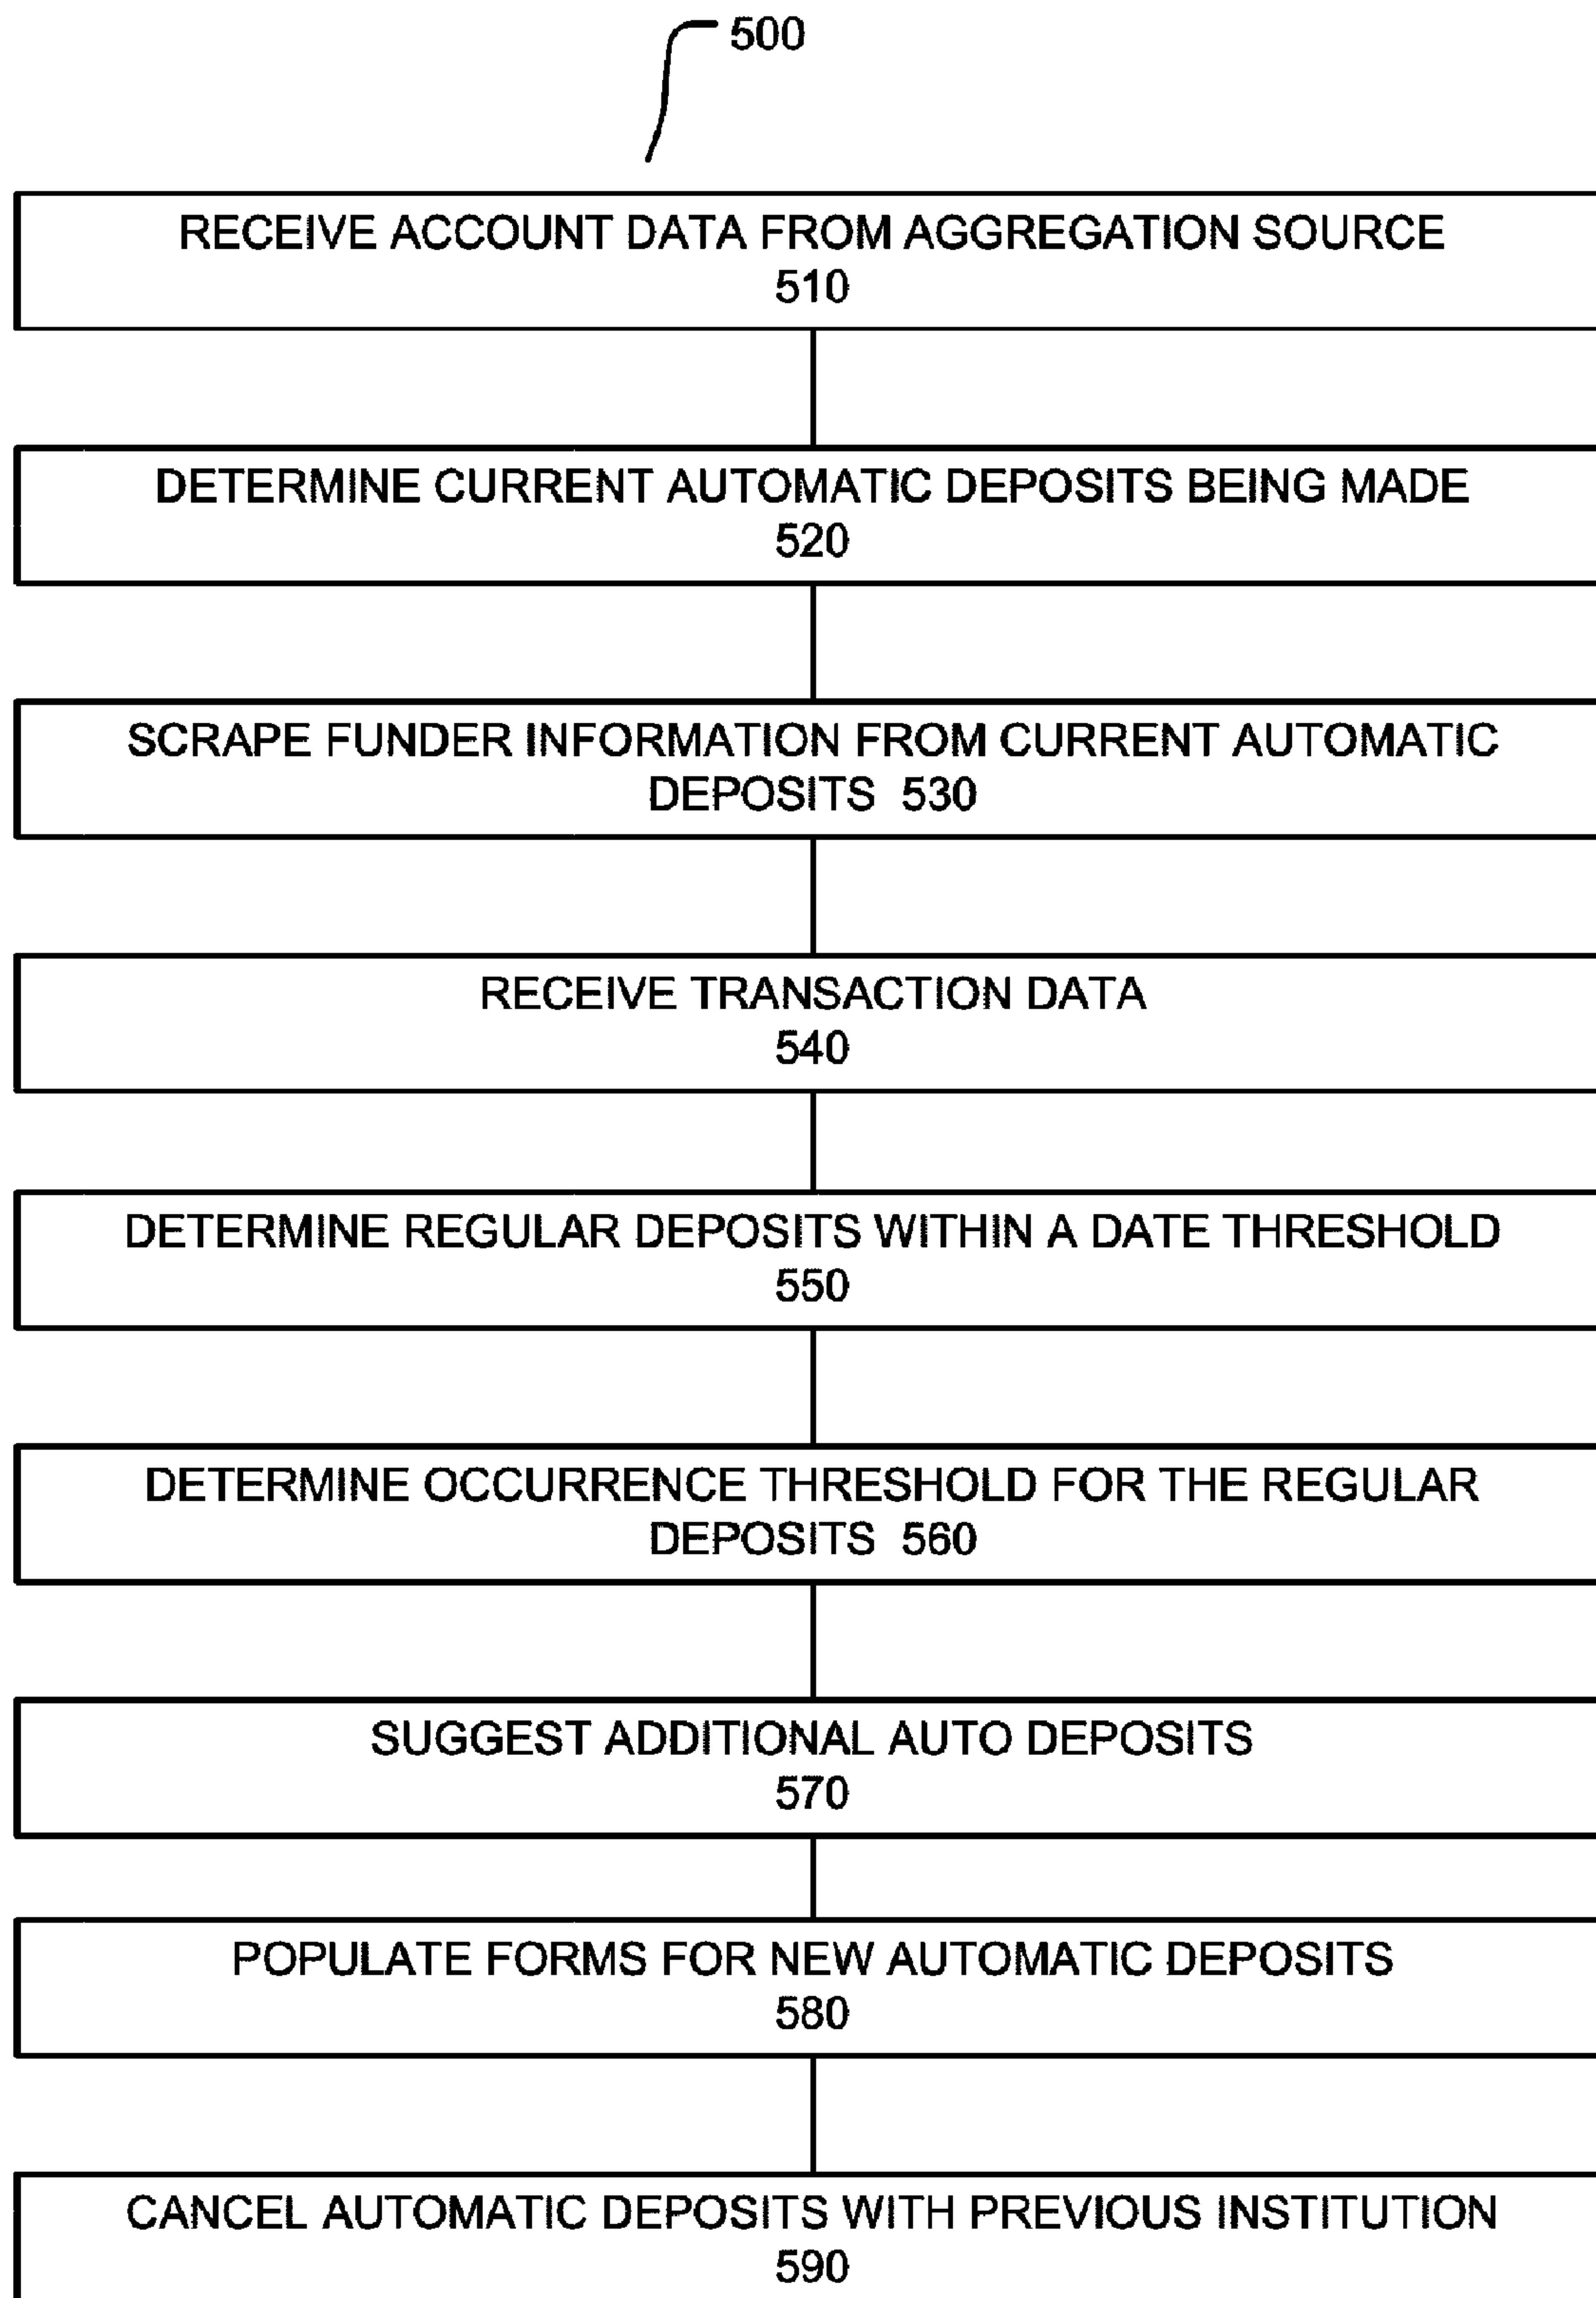 500
RECEIVE ACCOUNT DATA FROM AGGREGATION SOURCE
510
DETERMINE CURRENT AUTOMATIC DEPOSITS BEING MADE
520
SCRAPE FUNDER INFORMATION FROM CURRENT AUTOMATIC
DEPOSITS 530
RECEIVE TRANSACTION DATA
540
DETERMINE REGULAR DEPOSITS WITHIN A DATE THRESHOLD
550
DETERMINE OCCURRENCE THRESHOLD FOR THE REGULAR
DEPOSITS 560
SUGGEST ADDITIONAL AUTO DEPOSITS
570
POPULATE FORMS FOR NEW AUTOMATIC DEPOSITS
580
CANCEL AUTOMATIC DEPOSITS WITH PREVIOUS INSTITUTION
590